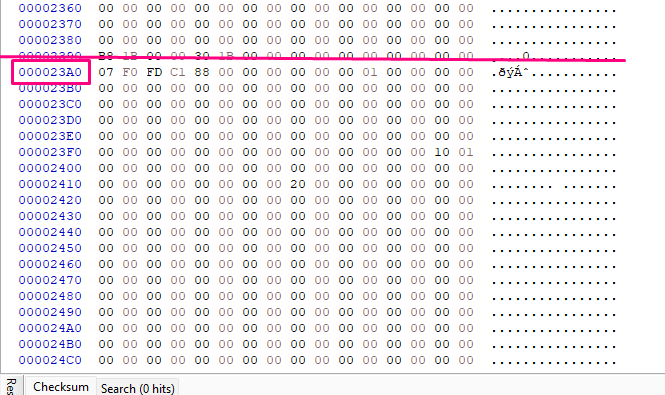 00002360 00 00 00 00 00 00 00 00 00 00 00 00 00 00 00 00 ................
00002370 00 00 00 00 00 00 00 00 00 00 00 00 00 00 00 00 ................
00002380 00 00 00 00 00 00 00 00 00 00 00 00 00 00 00 00 ................
00002390 B8 1B 00 00 30 1B 00 00 00 00 00 00 00 00 00 00 ....0...........
000023A0 07 F0 FD C1 88 00 00 00 00 00 00 01 00 00 00 00 .ðýÁˆ...........
000023B0 00 00 00 00 00 00 00 00 00 00 00 00 00 00 00 00 ................
000023C0 00 00 00 00 00 00 00 00 00 00 00 00 00 00 00 00 ................
000023D0 00 00 00 00 00 00 00 00 00 00 00 00 00 00 00 00 ................
000023E0 00 00 00 00 00 00 00 00 00 00 00 00 00 00 00 00 ................
000023F0 00 00 00 00 00 00 00 00 00 00 00 00 00 00 10 01 ................
00002400 00 00 00 00 00 00 00 00 00 00 00 00 00 00 00 00 ................
00002410 00 00 00 00 00 00 00 00 20 00 00 00 00 00 00 00 ........ .......
00002420 00 00 00 00 00 00 00 00 00 00 00 00 00 00 00 00 ................
00002430 00 00 00 00 00 00 00 00 00 00 00 00 00 00 00 00 ................
00002440 00 00 00 00 00 00 00 00 00 00 00 00 00 00 00 00 ................
00002450 00 00 00 00 00 00 00 00 00 00 00 00 00 00 00 00 ................
00002460 00 00 00 00 00 00 00 00 00 00 00 00 00 00 00 00 ................
00002470 00 00 00 00 00 00 00 00 00 00 00 00 00 00 00 00 ................
00002480 00 00 00 00 00 00 00 00 00 00 00 00 00 00 00 00 ................
00002490 00 00 00 00 00 00 00 00 00 00 00 00 00 00 00 00 ................
000024A0 00 00 00 00 00 00 00 00 00 00 00 00 00 00 00 00 ................
000024B0 00 00 00 00 00 00 00 00 00 00 00 00 00 00 00 00 ................
000024C0 00 00 00 00 00 00 00 00 00 00 00 00 00 00 00 00 ................
Checksum Search (0 hits)